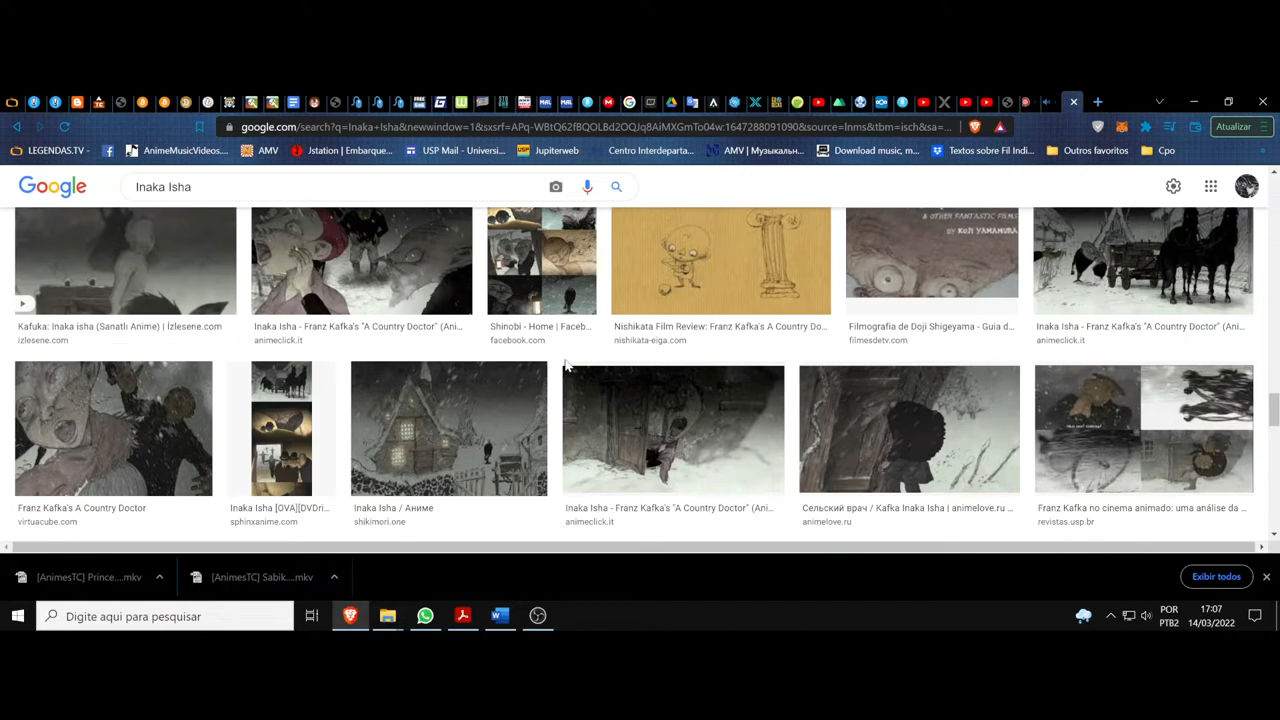 google.com/search?q=Inaka+Isha&newwindow=1&sxsrf=APq-WBtQ62fBQOLBd2OQJq8AiMXGmTo04w:1647288091090&source=lnms&tbm=isch&sa=...
Atualizar
LEGENDAS.TV
AnimeMusicVideos....
AMV
Jstation | Embarque...
USP Mail - Universi...
Jupiterweb
Centro Interdeparta...
AMV | Музыкальн...
Download music, m...
Textos sobre Fil Indi...
Outros favoritos
Cpo
Google
Inaka Isha
& OTHER FANTASTIC FILMS
BY KOJI YAMAMURA
Kafuka: Inaka isha (Sanatlı Anime) | İzlesene.com
izlesene.com
Inaka Isha - Franz Kafka's "A Country Doctor" (Ani...
animeclick.it
Shinobi - Home | Faceb...
facebook.com
Nishikata Film Review: Franz Kafka's A Country Do...
nishikata-eiga.com
Filmografia de Doji Shigeyama - Guia d...
filmesdetv.com
Inaka Isha - Franz Kafka's "A Country Doctor" (Ani...
animeclick.it
Franz Kafka's A Country Doctor
virtuacube.com
Inaka Isha [OVA][DVDri...
sphinxanime.com
Inaka Isha / Аниме
shikimori.one
Inaka Isha - Franz Kafka's "A Country Doctor" (Ani...
animeclick.it
Сельский врач / Kafka Inaka Isha | animelove.ru ...
animelove.ru
Franz Kafka no cinema animado: uma análise da ...
revistas.usp.br
[AnimesTC] Prince....mkv
[AnimesTC] Sabik....mkv
Exibir todos
Digite aqui para pesquisar
POR
PTB2
17:07
14/03/2022